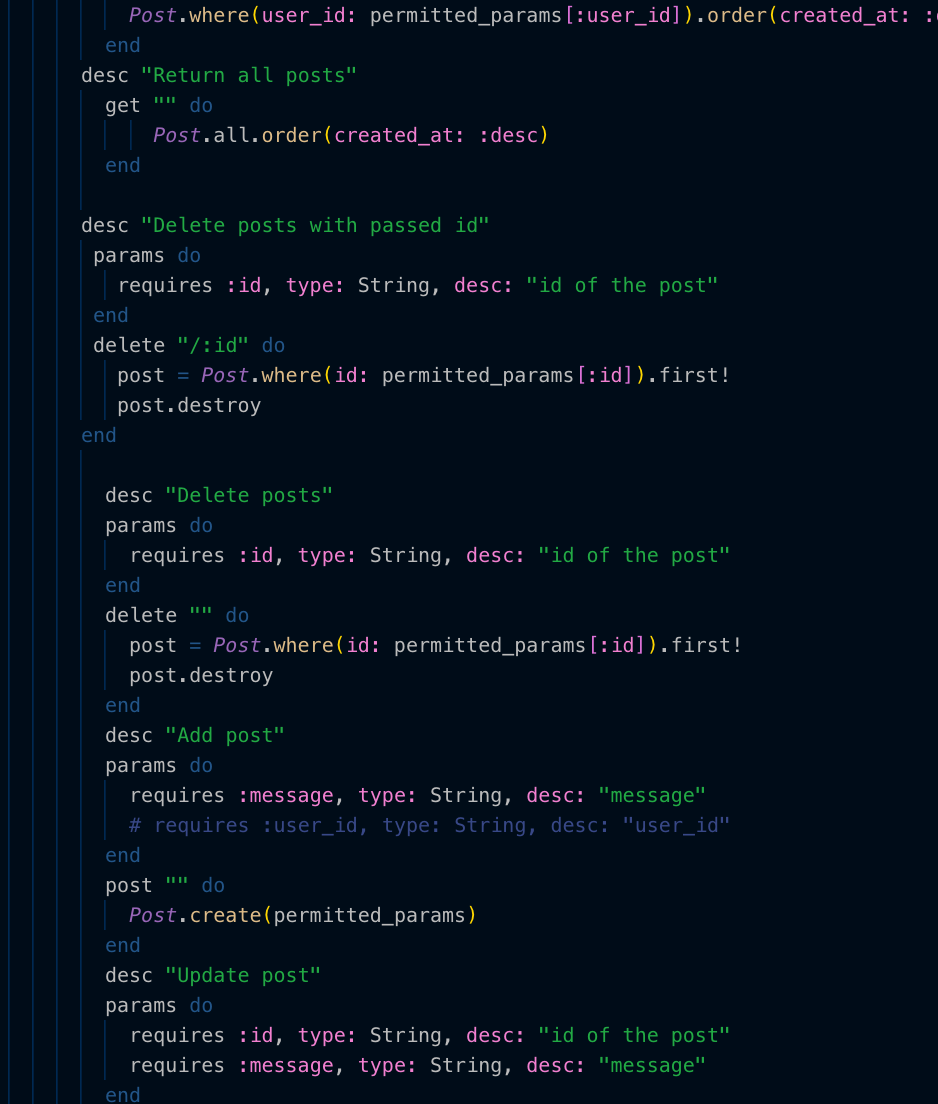 Post.where(user_id: permitted_params[:user_id]).order(created_at: :
end
desc "Return all posts"
get "" do
Post.all.order(created_at: :desc)
end
desc "Delete posts with passed id"
params do
requires :id, type: String, desc: "id of the post"
end
delete "/:id" do
post = Post.where(id: permitted_params[:id]).first!
post.destroy
end
desc "Delete posts"
params do
requires :id, type: String, desc: "id of the post"
end
delete "" do
post = Post.where(id: permitted_params[:id]).first!
post.destroy
end
desc "Add post"
params do
requires :message, type: String, desc: "message"
# requires :user_id, type: String, desc: "user_id"
end
post "" do
Post.create(permitted_params)
end
desc "Update post"
params do
requires :id, type: String, desc: "id of the post"
requires :message, type: String, desc: "message"
end